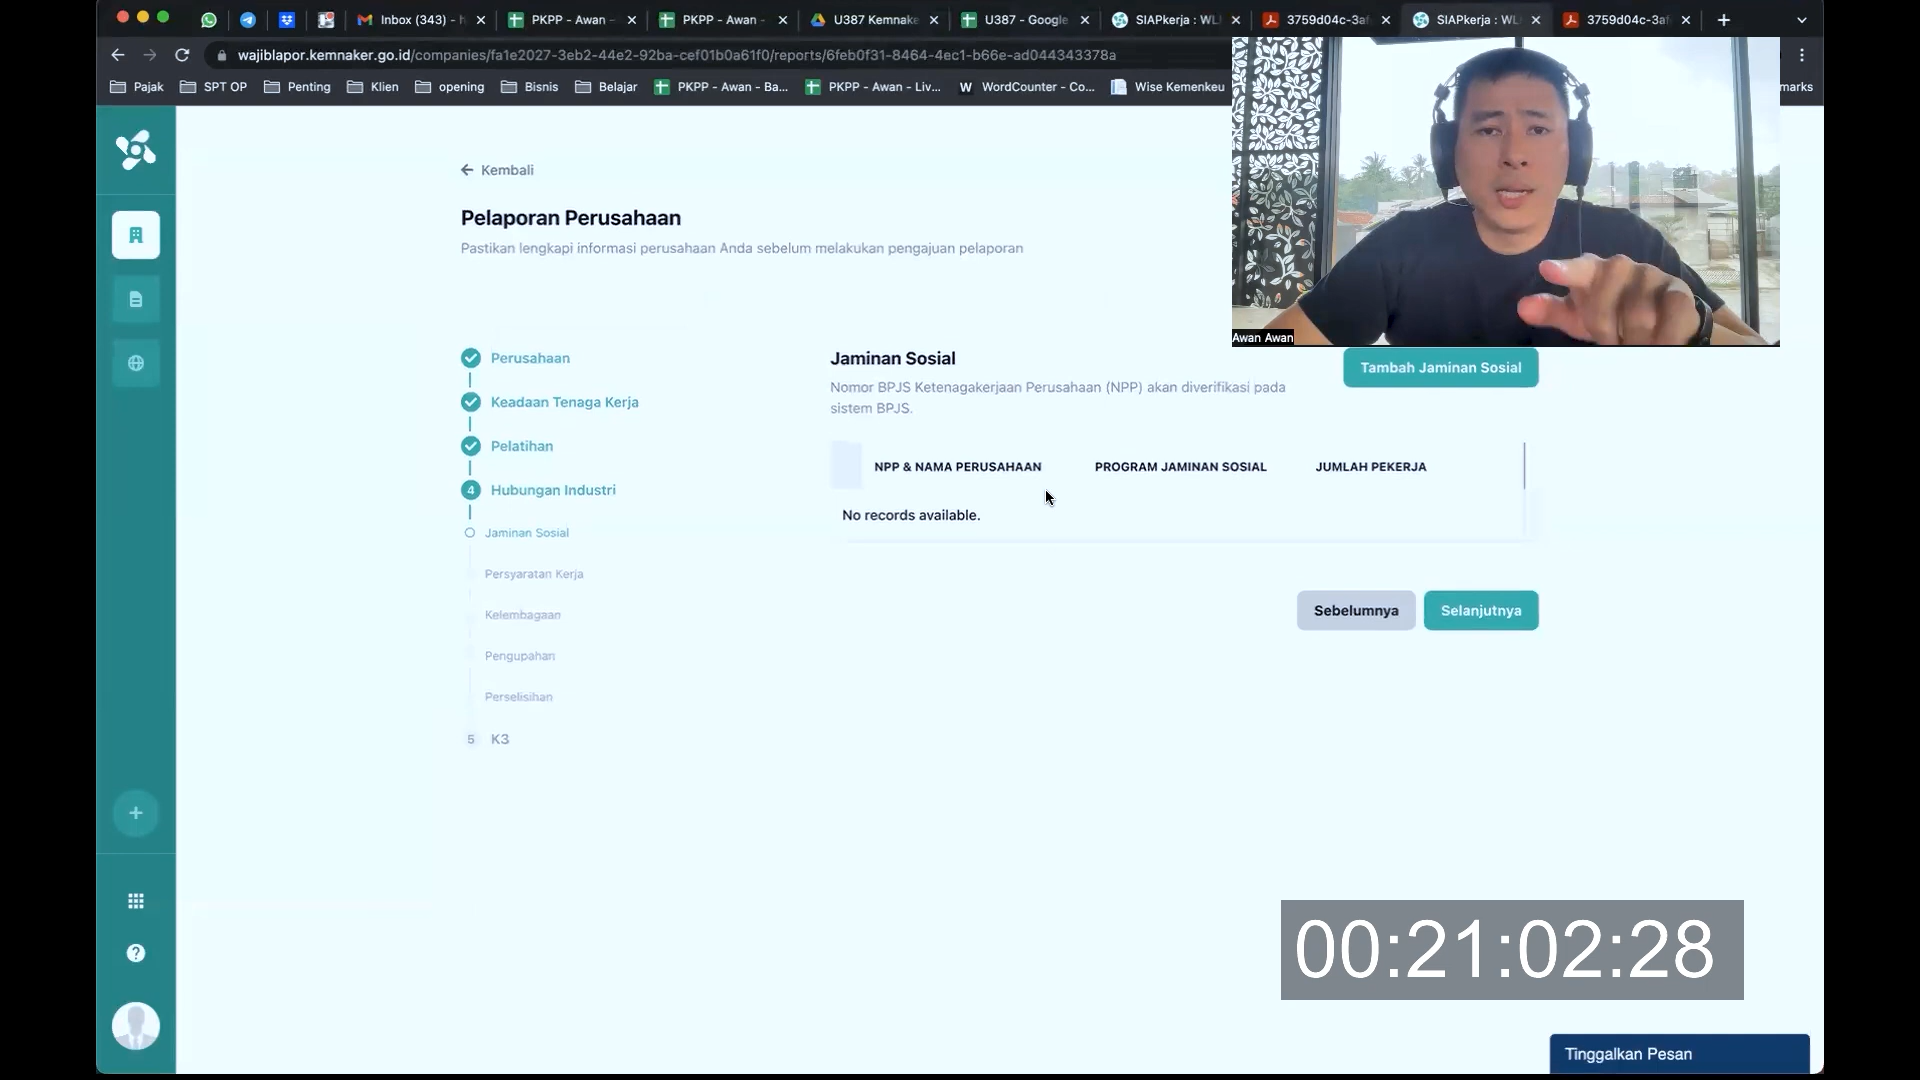 Inbox (343) - h
PKPP - Awan -
PKPP - Awan -
U387 Kemnake
U387 - Google
SIAPkerja : WL
3759d04c-3af
SIAPkerja : WL
3759d04c-3af
wajiblapor.kemnaker.go.id/companies/fa1e2027-3eb2-44e2-92ba-cef01b0a61f0/reports/6feb0f31-8464-4ec1-b66e-ad044343378a
Pajak
SPT OP
Penting
Klien
opening
Bisnis
Belajar
PKPP - Awan - Ba...
PKPP - Awan - Liv...
W
WordCounter - Co...
Wise Kemenkeu
marks
Kembali
Pelaporan Perusahaan
Pastikan lengkapi informasi perusahaan Anda sebelum melakukan pengajuan pelaporan
Awan Awan
Perusahaan
Keadaan Tenaga Kerja
Pelatihan
4 Hubungan Industri
Jaminan Sosial
Persyaratan Kerja
Kelembagaan
Pengupahan
Perselisihan
5 K3
Jaminan Sosial
Tambah Jaminan Sosial
Nomor BPJS Ketenagakerjaan Perusahaan (NPP) akan diverifikasi pada
sistem BPJS.
NPP & NAMA PERUSAHAAN PROGRAM JAMINAN SOSIAL JUMLAH PEKERJA
No records available.
Sebelumnya
Selanjutnya
00:21:02:28
Tinggalkan Pesan